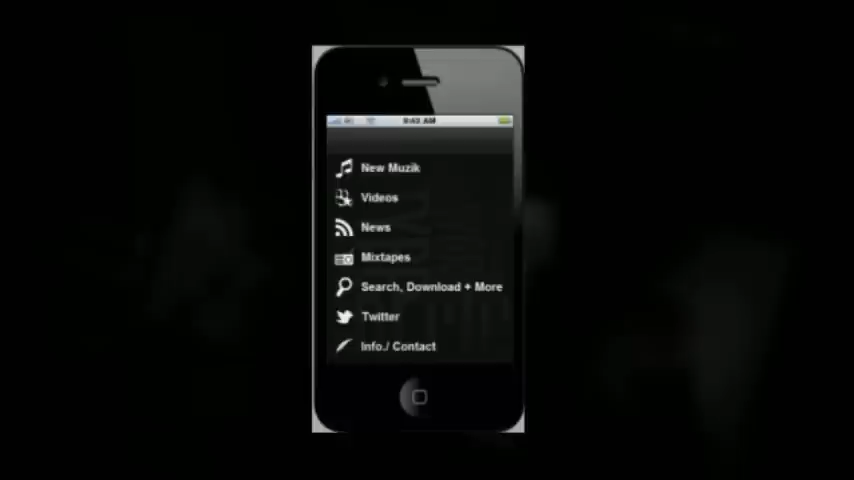 9:42 AM
New Muzik
Videos
News
Mixtapes
Search, Download + More
Twitter
Info./ Contact